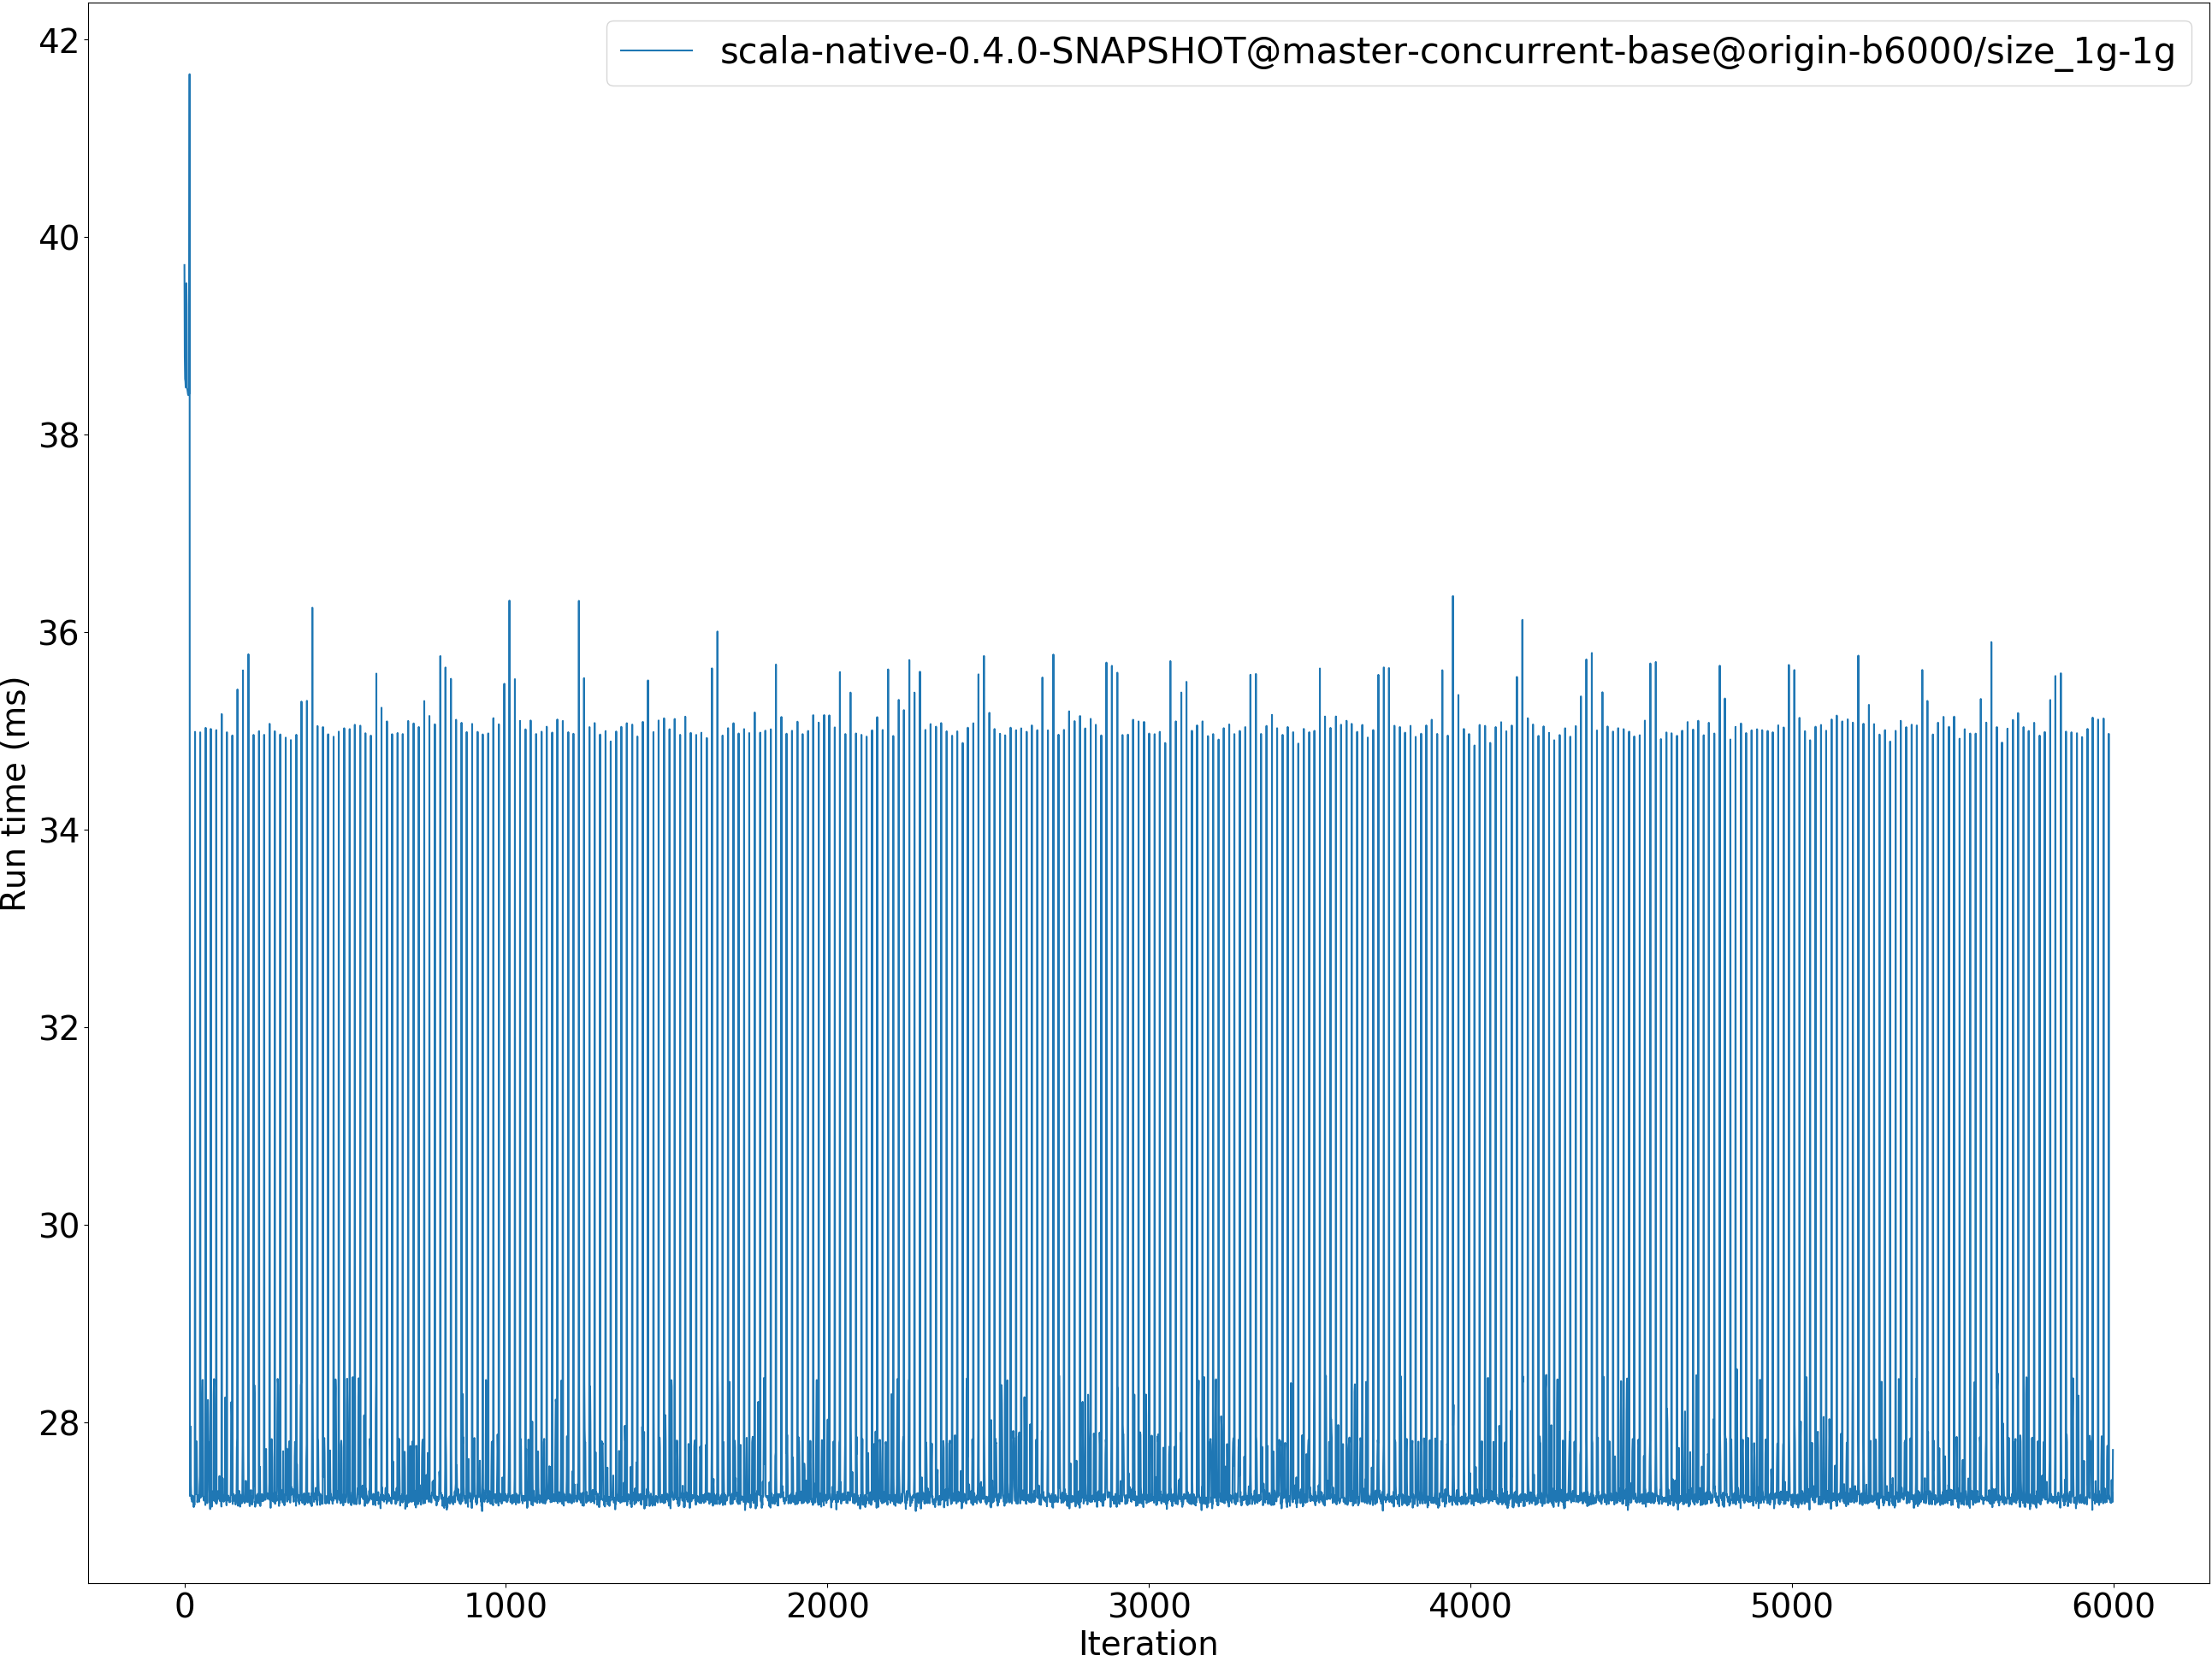 scala-native-0.4.0-SNAPSHOT@master-concurrent-base@origin-b6000/size_1g-1g
42
40
38
36
34
32
30
28
Run time (ms)
0 1000 2000 3000 4000 5000 6000
Iteration